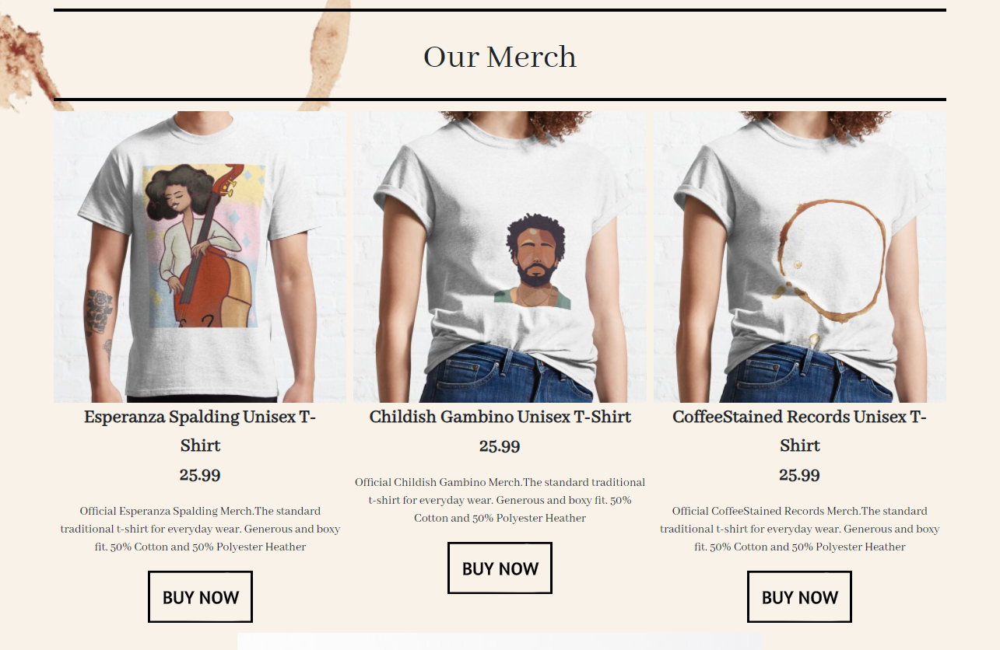 Our Merch
Esperanza Spalding Unisex T-
Shirt
25.99
Official Esperanza Spalding Merch.The standard
traditional t-shirt for everyday wear. Generous and boxy
fit. 50% Cotton and 50% Polyester Heather
BUY NOW
Childish Gambino Unisex T-Shirt
25.99
Official Childish Gambino Merch.The standard traditional
t-shirt for everyday wear. Generous and boxy fit. 50%
Cotton and 50% Polyester Heather
BUY NOW
CoffeeStained Records Unisex T-
Shirt
25.99
Official CoffeeStained Records Merch.The standard
traditional t-shirt for everyday wear. Generous and boxy
fit. 50% Cotton and 50% Polyester Heather
BUY NOW